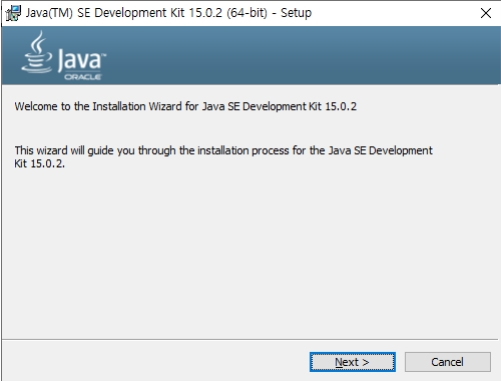 Java(TM) SE Development Kit 15.0.2 (64-bit) - Setup
Java™
ORACLE
Welcome to the Installation Wizard for Java SE Development Kit 15.0.2
This wizard will guide you through the installation process for the Java SE Development
Kit 15.0.2.
Next >
Cancel